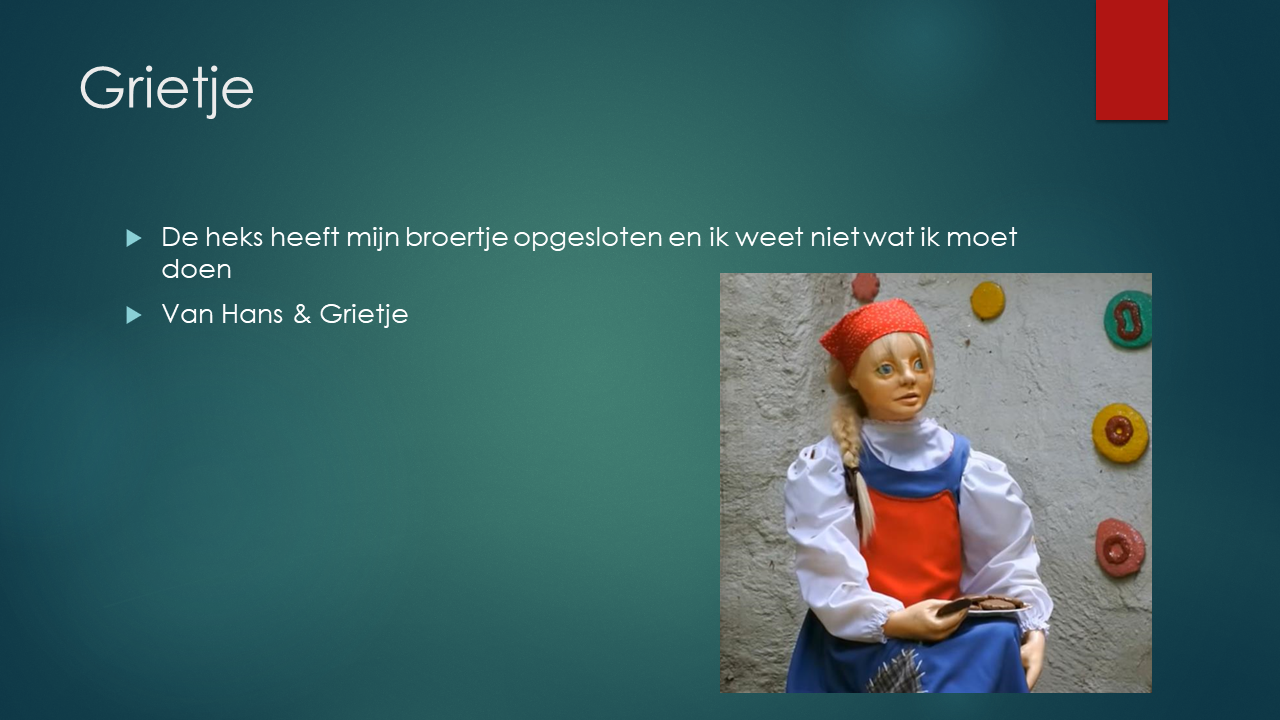 Grietje
De heks heeft mijn broertje opgesloten en ik weet niet wat ik moet
doen
Van Hans & Grietje